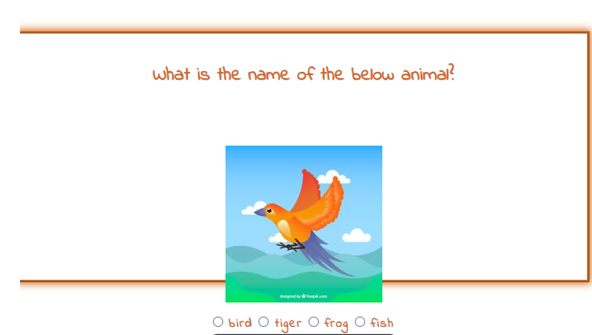 What is the name of the below animal?
designed by freepik.com
bird tiger frog fish